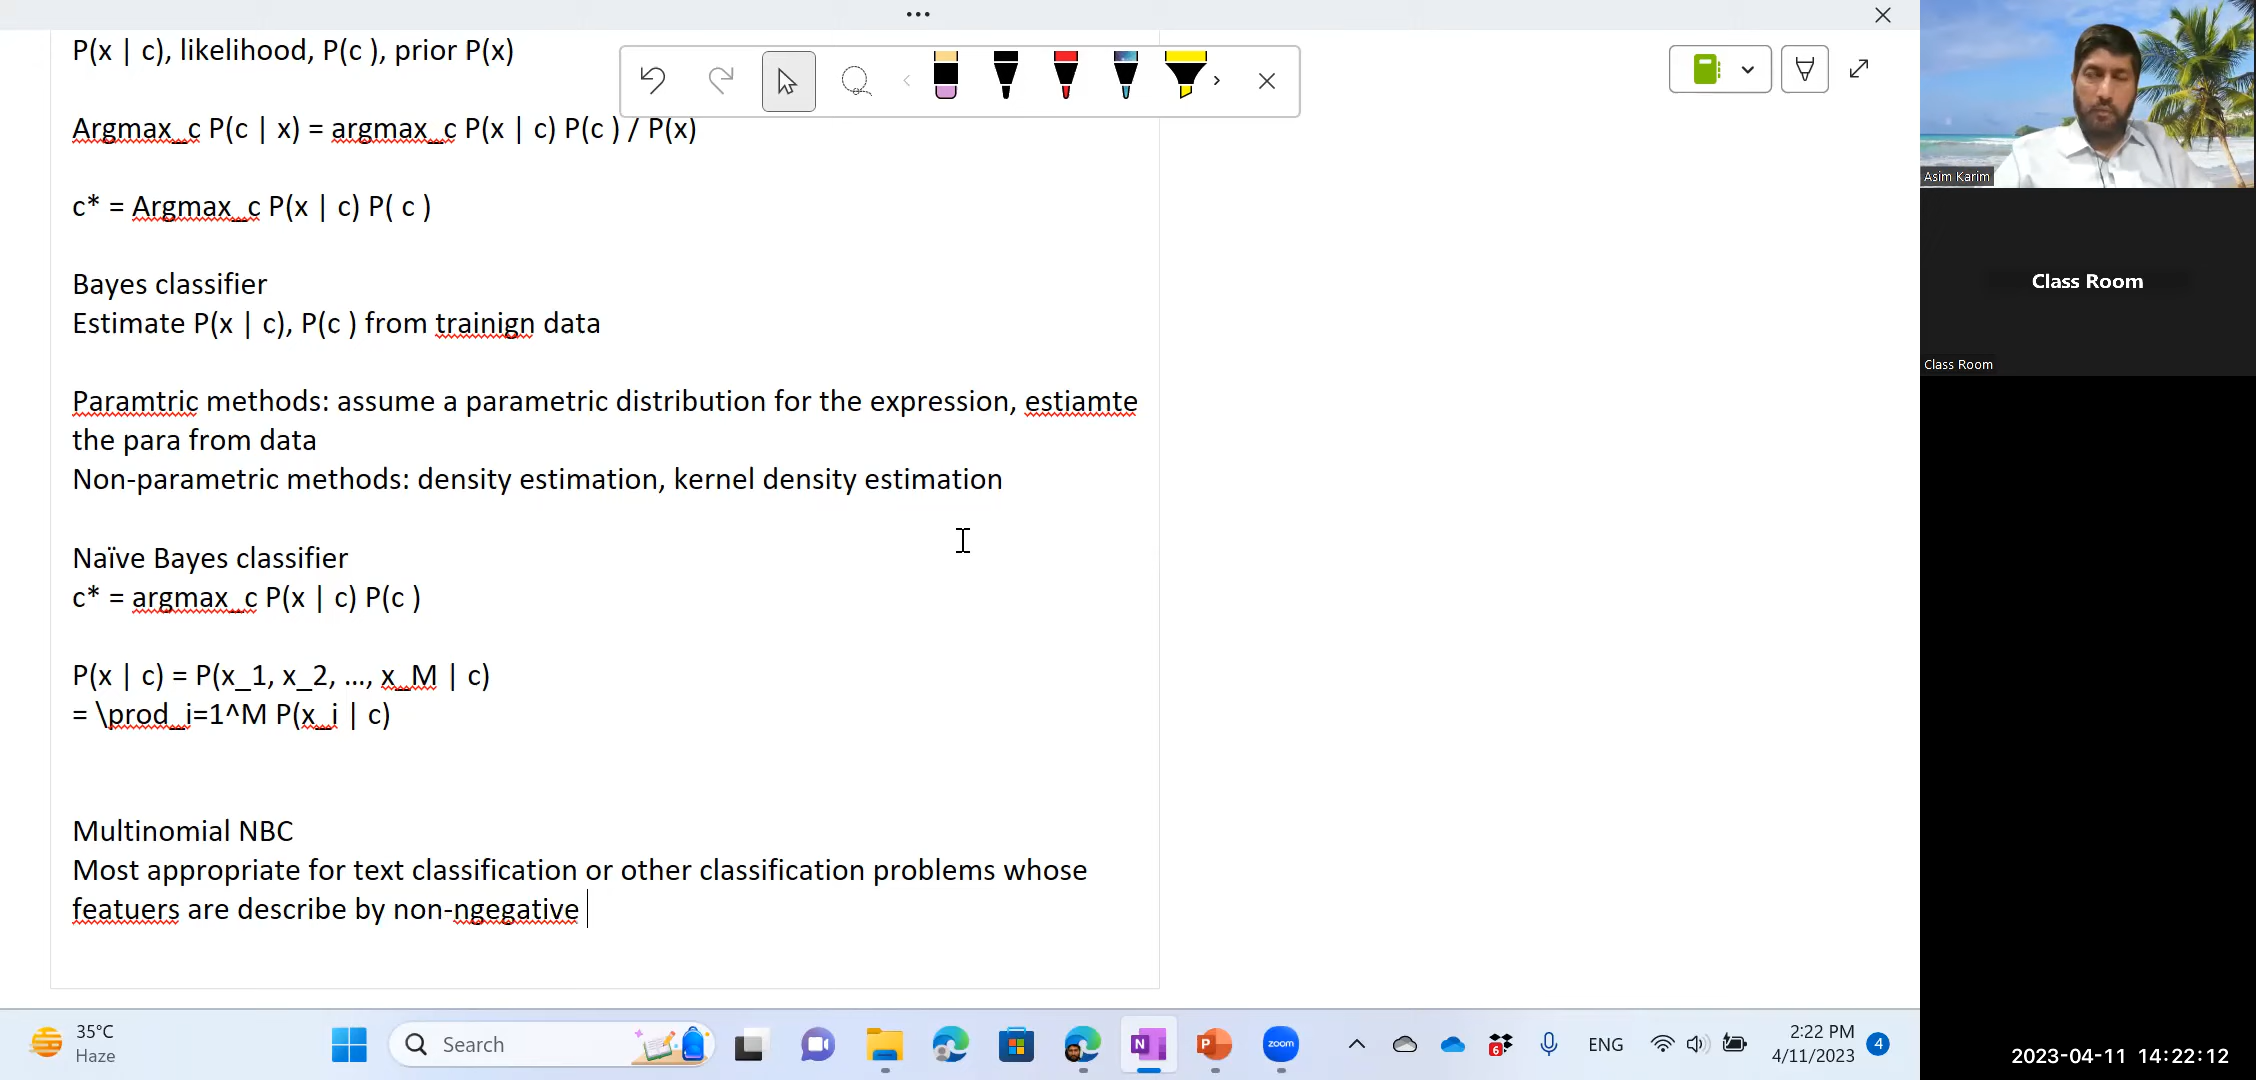 P(x | c), likelihood, P(c ), prior P(x)
Argmax_c P(c | x) = argmax_c P(x | c) P(c ) / P(x)
c* = Argmax_c P(x | c) P( c )
Bayes classifier
Estimate P(x | c), P(c ) from trainign data
Paramtric methods: assume a parametric distribution for the expression, estiamte
the para from data
Non-parametric methods: density estimation, kernel density estimation
Naïve Bayes classifier
c* = argmax_c P(x | c) P(c )
P(x | c) = P(x_1, x_2, ..., x_M | c)
= \prod_i=1^M P(x_i | c)
Multinomial NBC
Most appropriate for text classification or other classification problems whose
featuers are describe by non-ngegative
Asim Karim
Class Room
Class Room
35°C
Haze
Search
N
P
zoom
6
ENG
2:22 PM
4/11/2023
4
2023-04-11 14:22:12